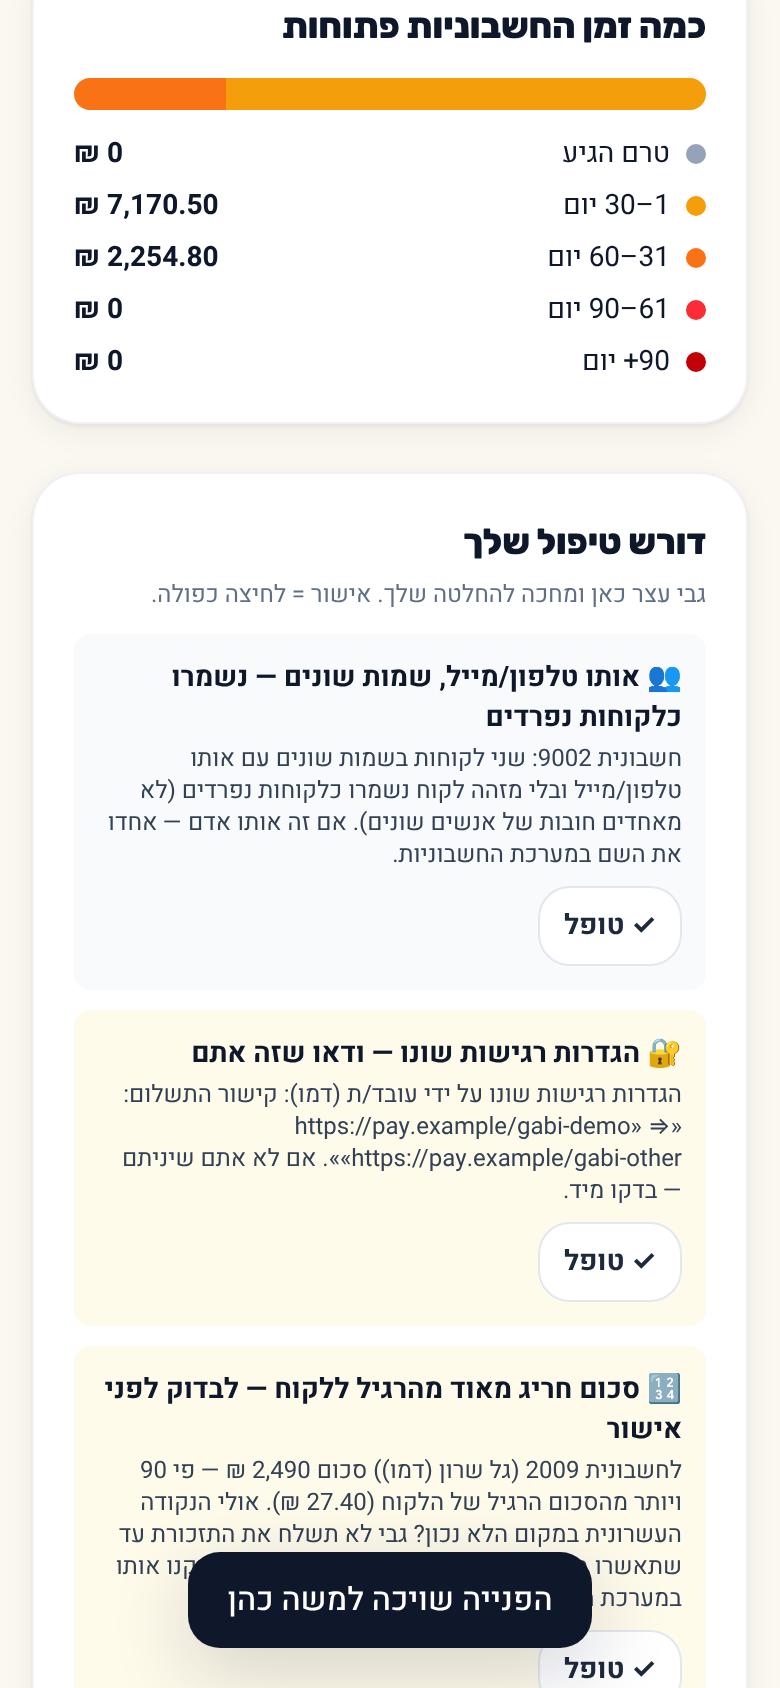 כמה זמן החשבוניות פתוחות
טרם הגיע 0 ₪
1–30 יום 7,170.50 ₪
31–60 יום 2,254.80 ₪
61–90 יום 0 ₪
90+ יום 0 ₪
דורש טיפול שלך
גבי עצר כאן ומחכה להחלטה שלך. אישור = לחיצה כפולה.
👥 אותו טלפון/מייל, שמות שונים — נשמרו
כלקוחות נפרדים
חשבונית 9002: שני לקוחות בשמות שונים עם אותו
טלפון/מייל ובלי מזהה לקוח נשמרו כלקוחות נפרדים (לא
מאחדים חובות של אנשים שונים). אם זה אותו אדם — אחדו
את השם במערכת החשבוניות.
✓ טופל
🔐 הגדרות רגישות שונו — ודאו שזה אתם
הגדרות רגישות שונו על ידי עובד/ת (דמו): קישור התשלום:
«https://pay.example/gabi-demo» ⇒
«https://pay.example/gabi-other»». אם לא אתם שיניתם
— בדקו מיד.
✓ טופל
🔢 סכום חריג מאוד מהרגיל ללקוח — לבדוק לפני
אישור
לחשבונית 2009 (גל שרון (דמו)) סכום 2,490 ₪ — פי 90
ויותר מהסכום הרגיל של הלקוח (27.40 ₪). אולי הנקודה
העשרונית במקום הלא נכון? גבי לא תשלח את התזכורת עד
שתאשרו אותו
במערכת
הפנייה שויכה למשה כהן
✓ טופל